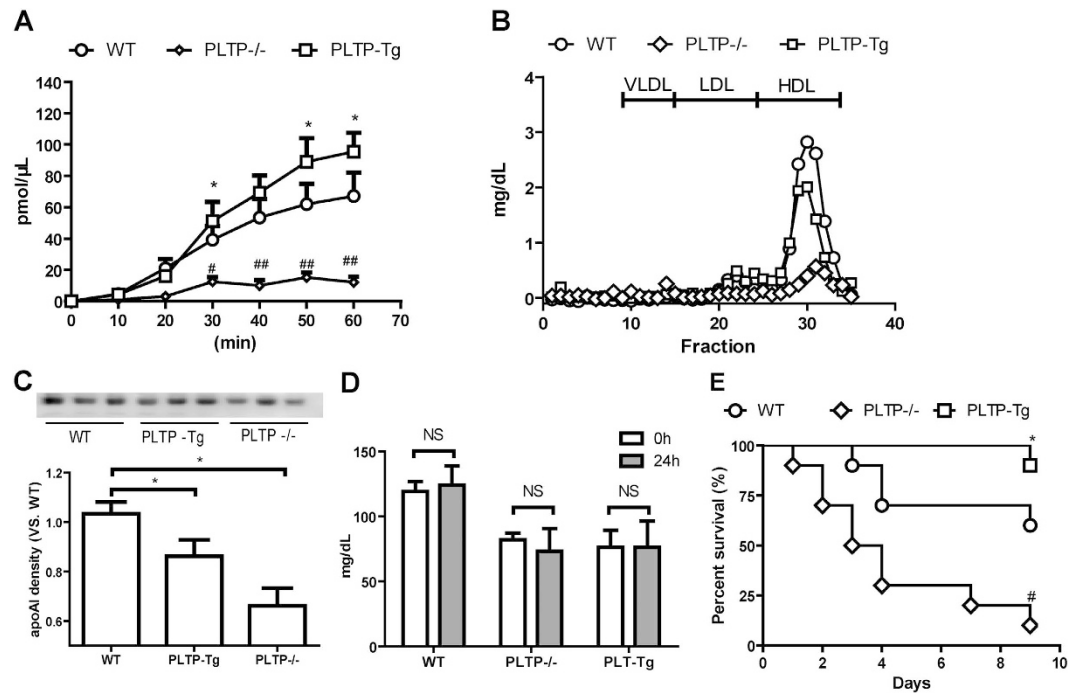 A
WT PLTP-/- PLTP-Tg
140
120
100
80
60
40
20
0
pmol/µL
* * *
# ## ## ##
0 10 20 30 40 50 60 70
(min)
B
WT PLTP-/- PLTP-Tg
VLDL LDL HDL
4
3
2
1
0
mg/dL
0 10 20 30 40
Fraction
C
WT PLTP -Tg PLTP -/-
*
*
1.2
1.0
0.8
0.6
apoAI density (VS. WT)
WT PLTP-Tg PLTP-/-
D
0h
24h
NS NS NS
150
100
50
0
mg/dL
WT PLTP-/- PLT-Tg
E
WT PLTP-/- PLTP-Tg
100
75
50
25
0
Percent survival (%)
*
#
0 2 4 6 8 10
Days